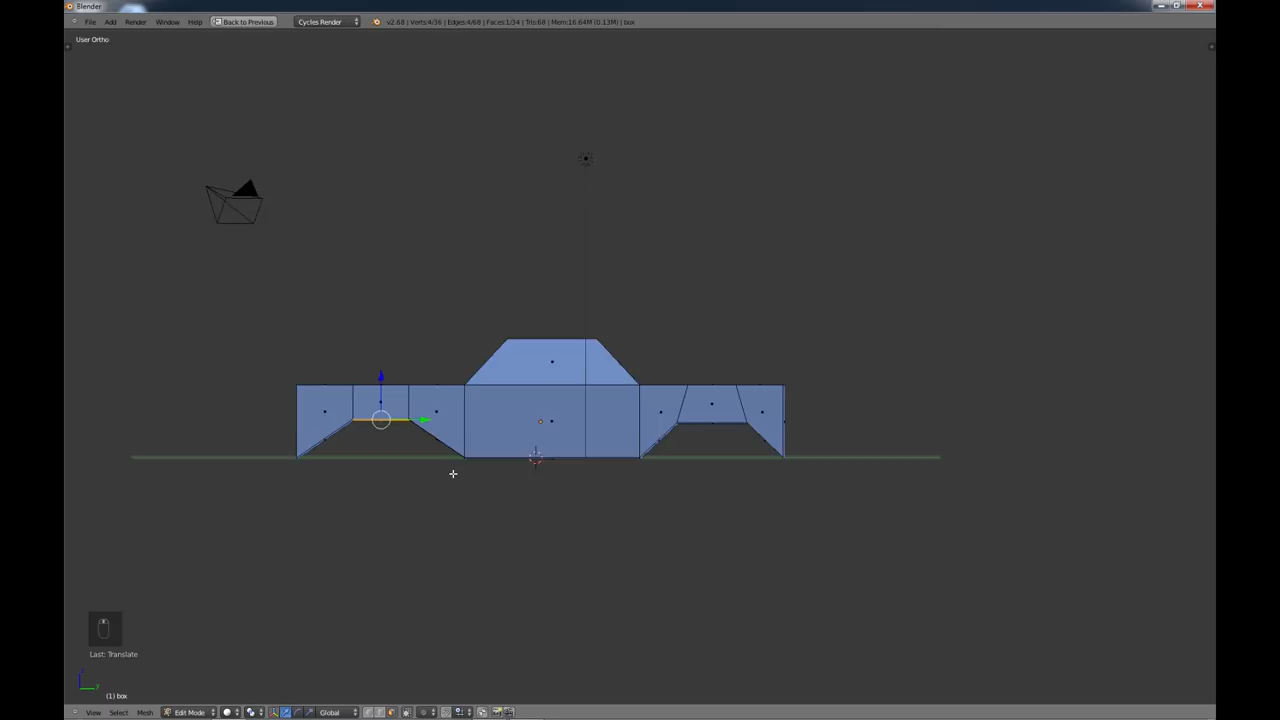 Blender
File Add Render Window Help Back to Previous Cycles Render v2.68 | Verts:4/36 | Edges:4/68 | Faces:1/34 | Tris:68 | Mem:16.64M (0.13M) | box
User Ortho
Last: Translate
(1) box
View Select Mesh Edit Mode Global